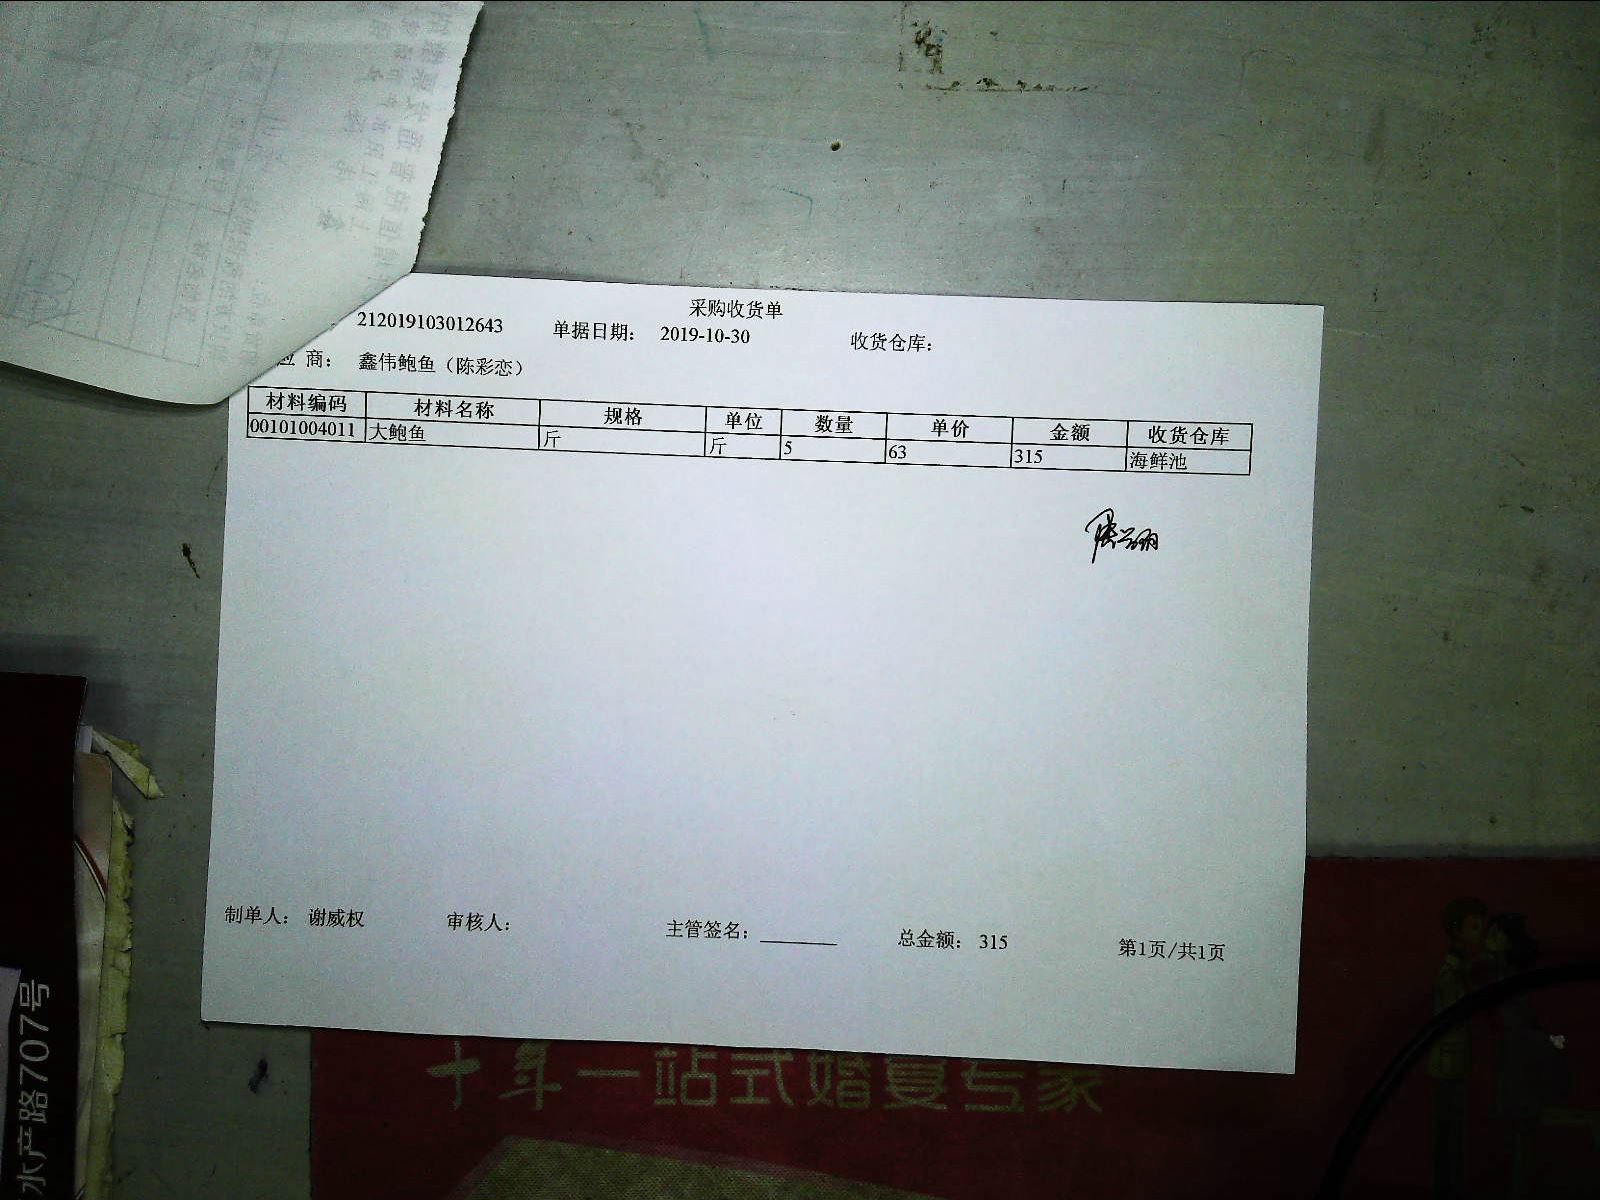 采购收货单
212019103012643 单据日期： 2019-10-30 收货仓库：
应 商： 鑫伟鲍鱼（陈彩恋）
材料编码 材料名称 规格 单位 数量 单价 金额 收货仓库
00101004011 大鲍鱼 斤 斤 5 63 315 海鲜池
制单人： 谢威权 审核人： 主管签名： 总金额： 315 第1页/共1页
十年一站式婚宴专家
水产路707号